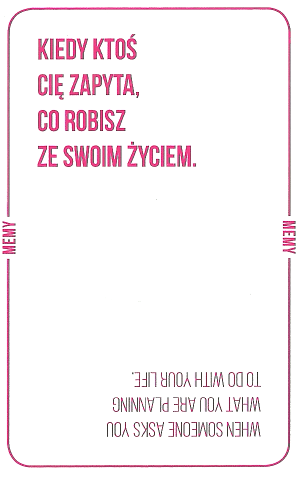 KIEDY KTOŚ
CIĘ ZAPYTA,
CO ROBISZ
ZE SWOIM ŻYCIEM.
MEMY
MEMY
WHEN SOMEONE ASKS YOU
WHAT YOU ARE PLANNING
TO DO WITH YOUR LIFE.